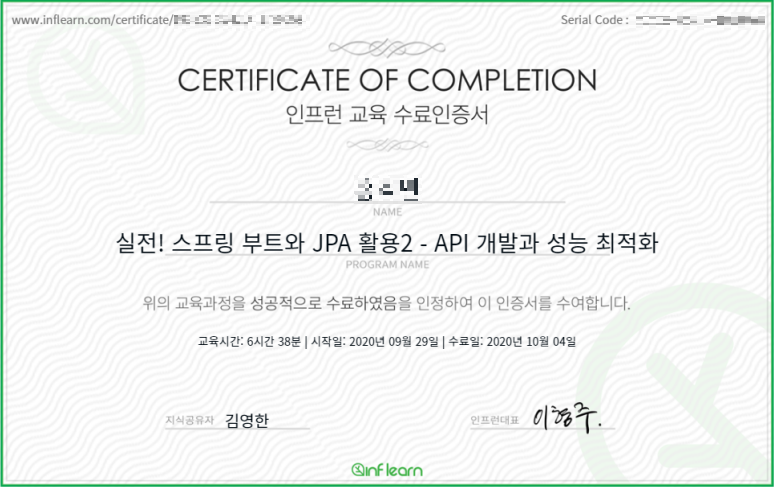 www.inflearn.com/certificate/
Serial Code :
CERTIFICATE OF COMPLETION
인프런 교육 수료인증서
NAME
실전! 스프링 부트와 JPA 활용2 - API 개발과 성능 최적화
PROGRAM NAME
위의 교육과정을 성공적으로 수료하였음을 인정하여 이 인증서를 수여합니다.
교육시간: 6시간 38분 | 시작일: 2020년 09월 29일 | 수료일: 2020년 10월 04일
지식공유자 김영한
인프런대표 이형주.
inflearn